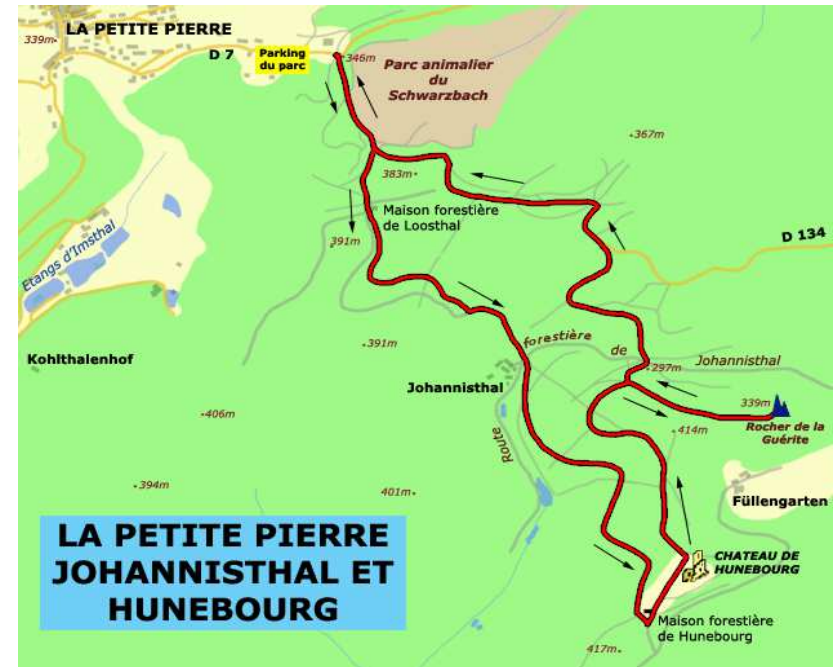 LA PETITE PIERRE
339m
D 7
Parking
du parc
346m
Parc animalier
du
Schwarzbach
367m
383m
Maison forestière
de Loosthal
391m
D 134
Etangs d'Imsthal
391m
forestière
de
Johannisthal
Kohlthalenhof
Johannisthal
297m
339m
Rocher de la
Guérite
406m
Route
414m
394m
401m
Füllengarten
LA PETITE PIERRE
JOHANNISTHAL ET
HUNEBOURG
CHATEAU DE
HUNEBOURG
Maison forestière
de Hunebourg
417m